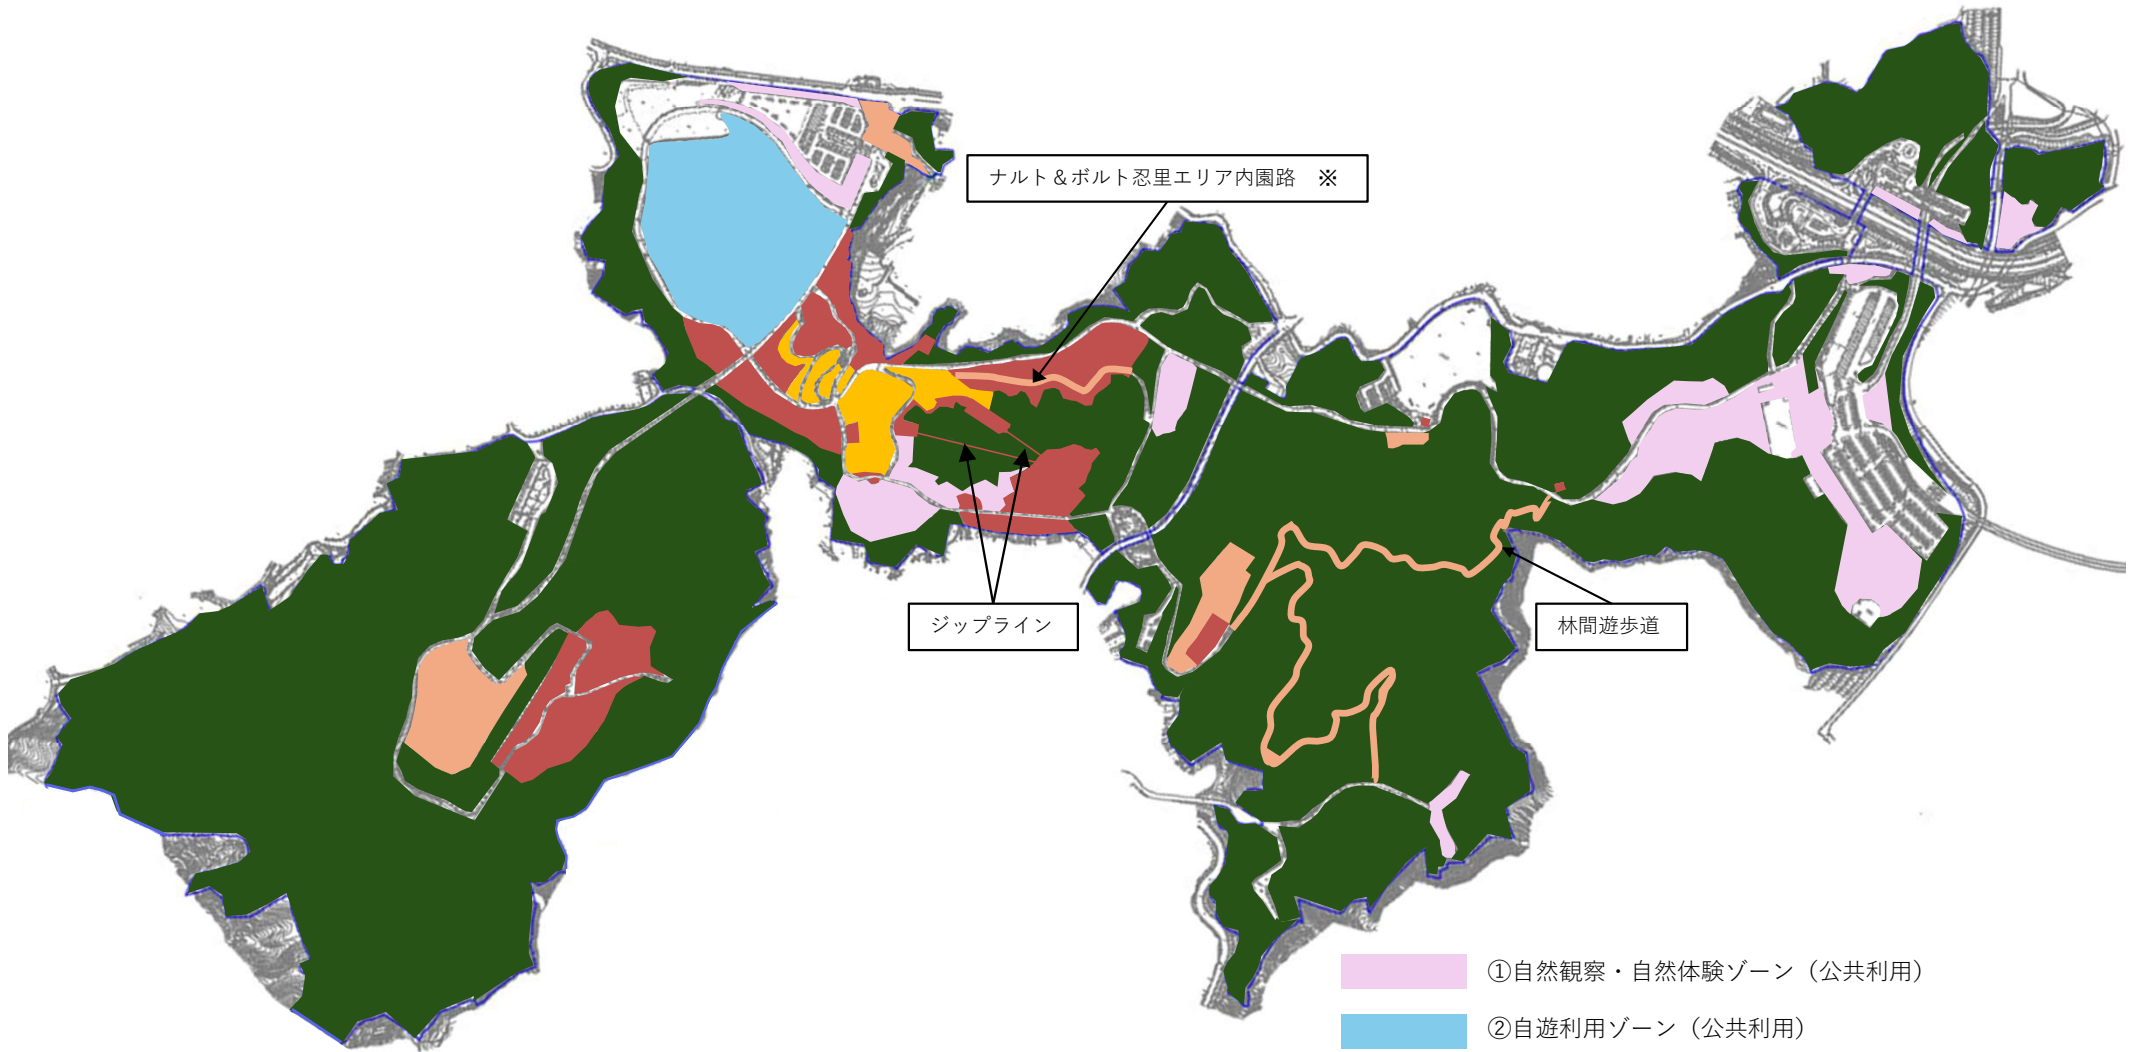 ナルト＆ボルト忍里エリア内園路　※
ジップライン
林間遊歩道
①自然観察・自然体験ゾーン（公共利用）
②自遊利用ゾーン（公共利用）